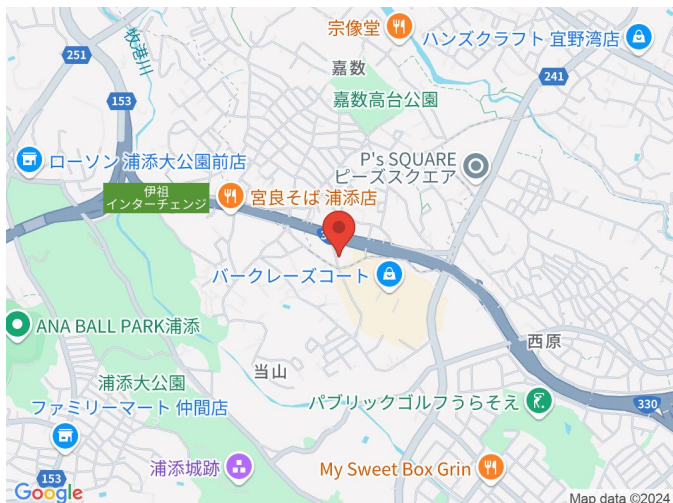 宗像堂
ハンズクラフト 宜野湾店
牧港川
251
153
嘉数
241
嘉数高台公園
P's SQUARE
ピーズスクエア
ローソン 浦添大公園前店
伊祖
インターチェンジ
宮良そば 浦添店
バークレーズコート
ANA BALL PARK浦添
西原
当山
浦添大公園
パブリックゴルフうらそえ
330
ファミリーマート 仲間店
浦添城跡
My Sweet Box Grin
153
Google
Map data ©2024